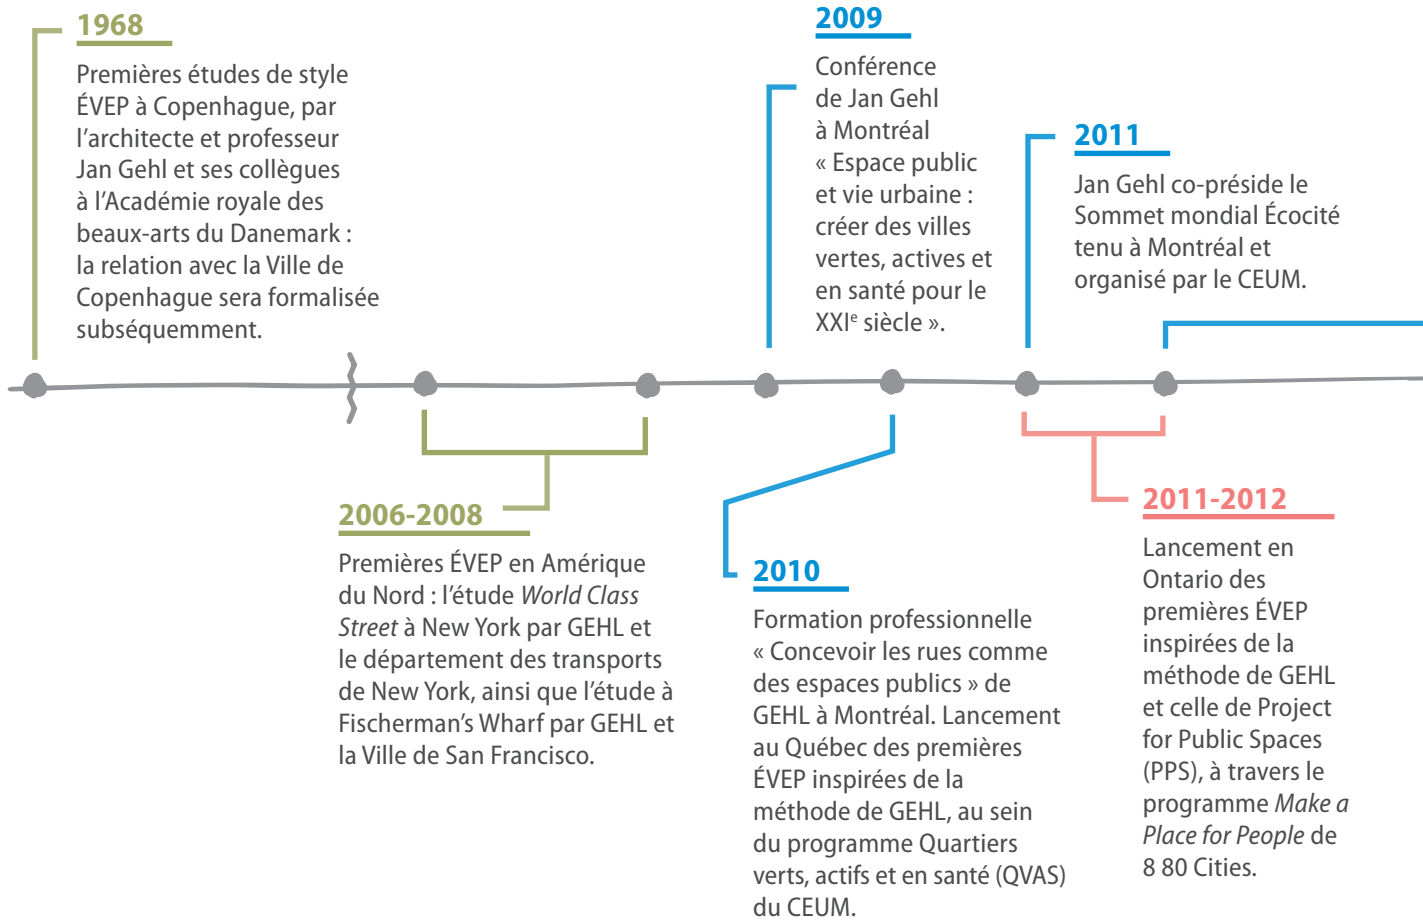 1968
Premières études de style
ÉVEP à Copenhague, par
l’architecte et professeur
Jan Gehl et ses collègues
à l’Académie royale des
beaux-arts du Danemark :
la relation avec la Ville de
Copenhague sera formalisée
subséquemment.
2006-2008
Premières ÉVEP en Amérique
du Nord : l’étude World Class
Street à New York par GEHL et
le département des transports
de New York, ainsi que l’étude à
Fischerman’s Wharf par GEHL et
la Ville de San Francisco.
2009
Conférence
de Jan Gehl
à Montréal
« Espace public
et vie urbaine :
créer des villes
vertes, actives et
en santé pour le
XXIe siècle ».
2010
Formation professionnelle
« Concevoir les rues comme
des espaces publics » de
GEHL à Montréal. Lancement
au Québec des premières
ÉVEP inspirées de la
méthode de GEHL, au sein
du programme Quartiers
verts, actifs et en santé (QVAS)
du CEUM.
2011
Jan Gehl co-préside le
Sommet mondial Écocité
tenu à Montréal et
organisé par le CEUM.
2011-2012
Lancement en
Ontario des
premières ÉVEP
inspirées de la
méthode de GEHL
et celle de Project
for Public Spaces
(PPS), à travers le
programme Make a
Place for People de
8 80 Cities.